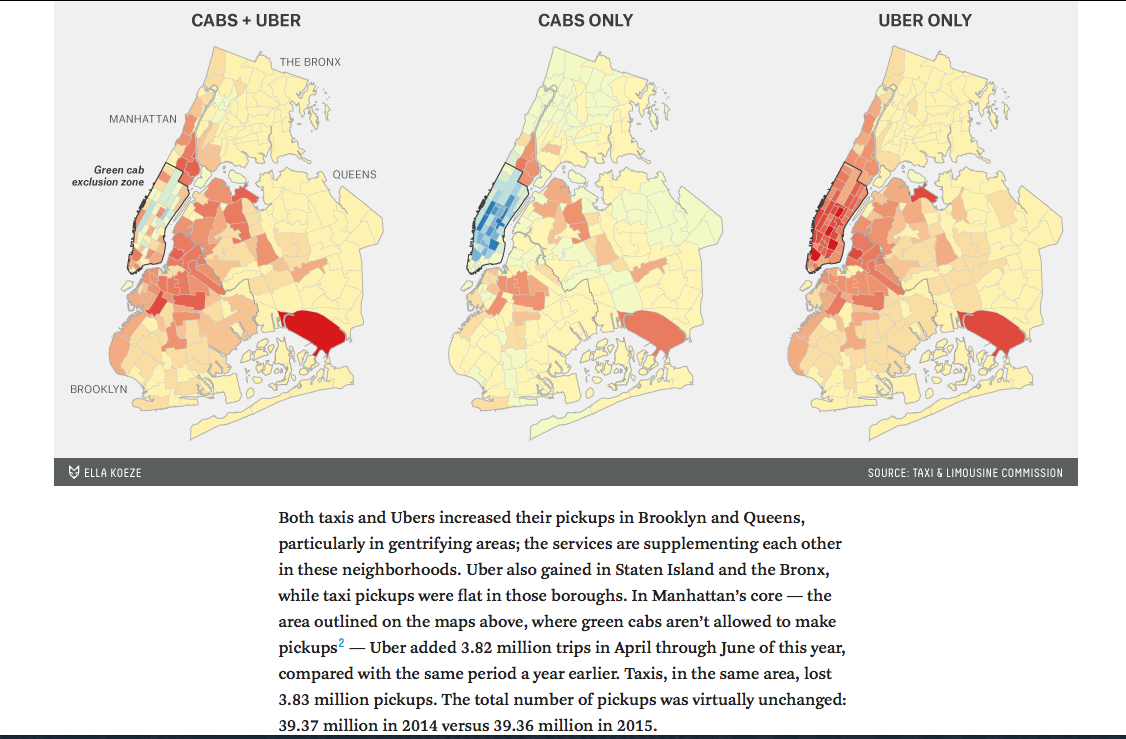 CABS + UBER
CABS ONLY
UBER ONLY
THE BRONX
MANHATTAN
Green cab
exclusion zone
QUEENS
BROOKLYN
ELLA KOEZE
SOURCE: TAXI & LIMOUSINE COMMISSION
Both taxis and Ubers increased their pickups in Brooklyn and Queens,
particularly in gentrifying areas; the services are supplementing each other
in these neighborhoods. Uber also gained in Staten Island and the Bronx,
while taxi pickups were flat in those boroughs. In Manhattan’s core — the
area outlined on the maps above, where green cabs aren’t allowed to make
pickups2 — Uber added 3.82 million trips in April through June of this year,
compared with the same period a year earlier. Taxis, in the same area, lost
3.83 million pickups. The total number of pickups was virtually unchanged:
39.37 million in 2014 versus 39.36 million in 2015.